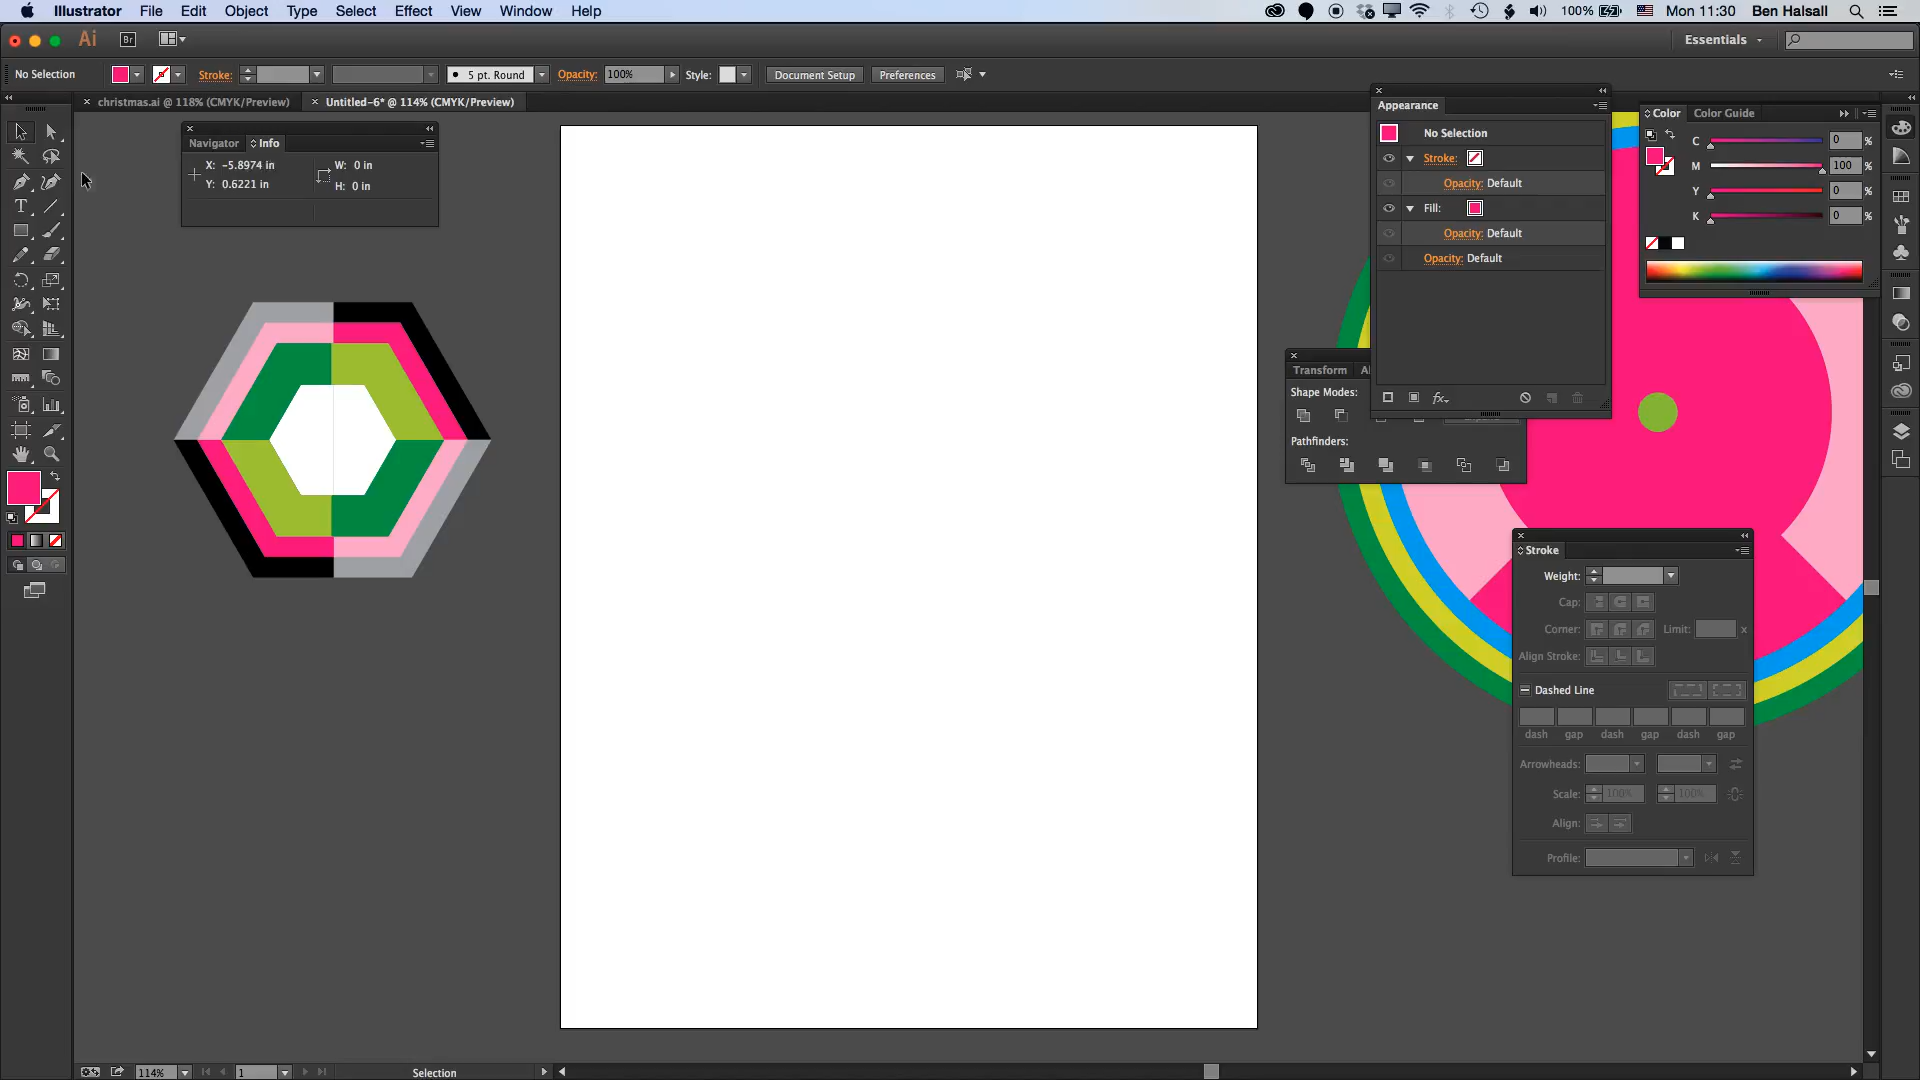 Illustrator File Edit Object Type Select Effect View Window Help 100% Mon 11:30 Ben Halsall
Ai Br Essentials
No Selection Stroke: 5 pt. Round Opacity: 100% Style: Document Setup Preferences
christmas.ai @ 118% (CMYK/Preview) Untitled-6* @ 114% (CMYK/Preview)
Navigator Info
X: -5.8974 in W: 0 in
Y: 0.6221 in H: 0 in
Appearance
No Selection
Stroke:
Opacity: Default
Fill:
Opacity: Default
Opacity: Default
fx
Color Color Guide
C 0 %
M 100 %
Y 0 %
K 0 %
Transform
Shape Modes:
Pathfinders:
Stroke
Weight:
Cap:
Corner: Limit: x
Align Stroke:
Dashed Line
dash gap dash gap dash gap
Arrowheads:
Scale: 100% 100%
Align:
Profile:
T
114% 1 Selection